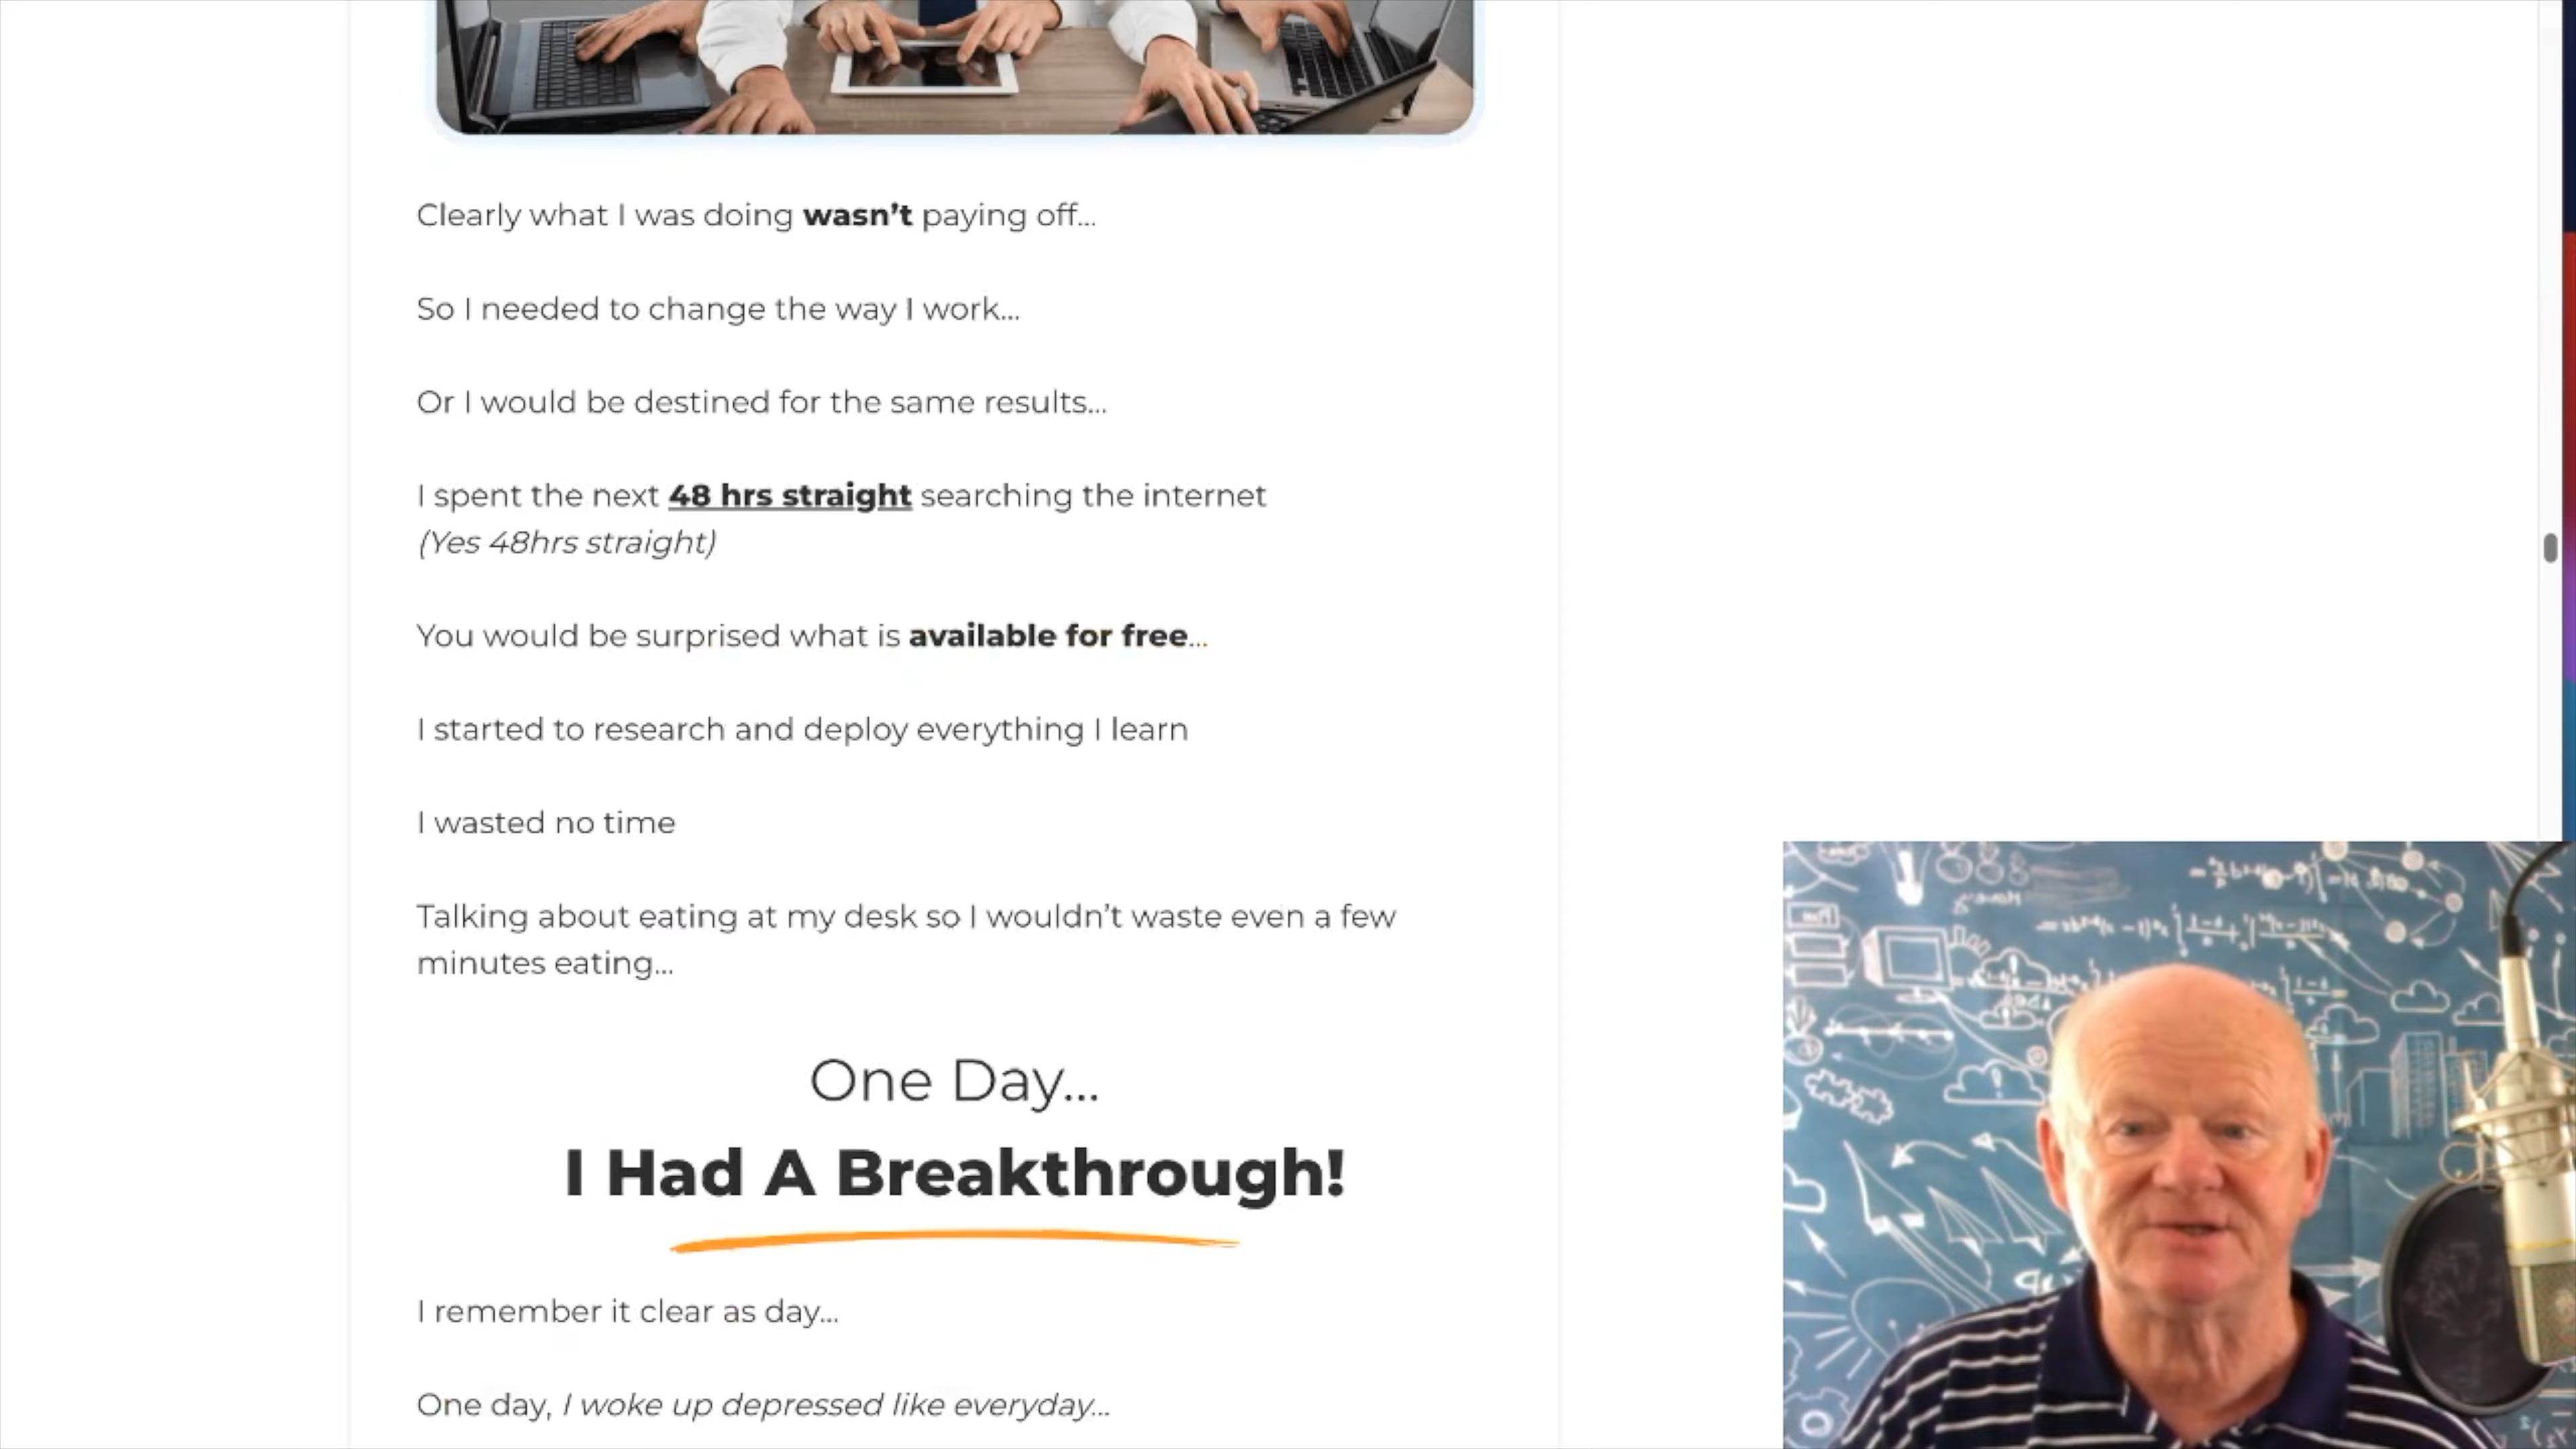 Clearly what I was doing wasn't paying off...
So I needed to change the way I work...
Or I would be destined for the same results...
I spent the next 48 hrs straight searching the internet
(Yes 48hrs straight)
You would be surprised what is available for free...
I started to research and deploy everything I learn
I wasted no time
Talking about eating at my desk so I wouldn't waste even a few
minutes eating...
One Day...
I Had A Breakthrough!
I remember it clear as day...
One day, I woke up depressed like everyday...